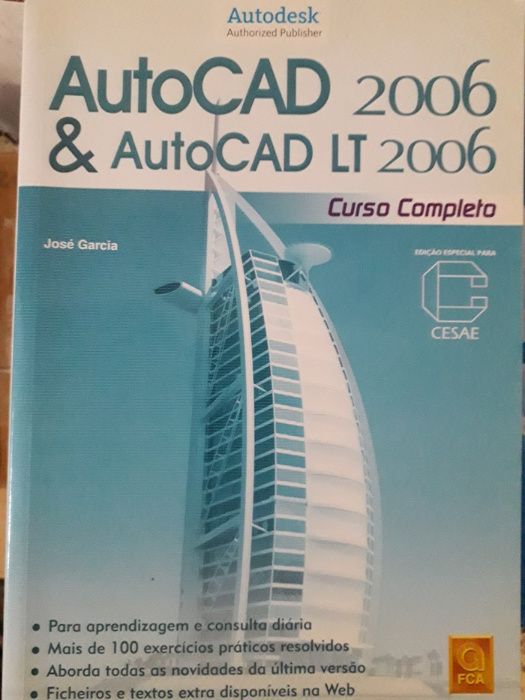 Autodesk
Authorized Publisher
AutoCAD 2006
& AutoCAD LT 2006
Curso Completo
José Garcia
EDIÇÃO ESPECIAL PARA
CESAE
• Para aprendizagem e consulta diária
• Mais de 100 exercícios práticos resolvidos
• Aborda todas as novidades da última versão
• Ficheiros e textos extra disponíveis na Web
FCA